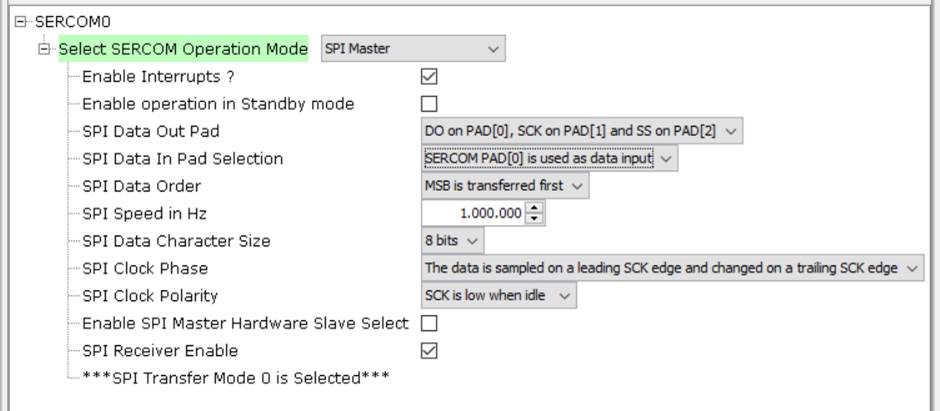 SERCOM0
Select SERCOM Operation Mode SPI Master
Enable Interrupts ?
Enable operation in Standby mode
SPI Data Out Pad DO on PAD[0], SCK on PAD[1] and SS on PAD[2]
SPI Data In Pad Selection SERCOM PAD[0] is used as data input
SPI Data Order MSB is transferred first
SPI Speed in Hz 1.000.000
SPI Data Character Size 8 bits
SPI Clock Phase The data is sampled on a leading SCK edge and changed on a trailing SCK edge
SPI Clock Polarity SCK is low when idle
Enable SPI Master Hardware Slave Select
SPI Receiver Enable
***SPI Transfer Mode 0 is Selected***